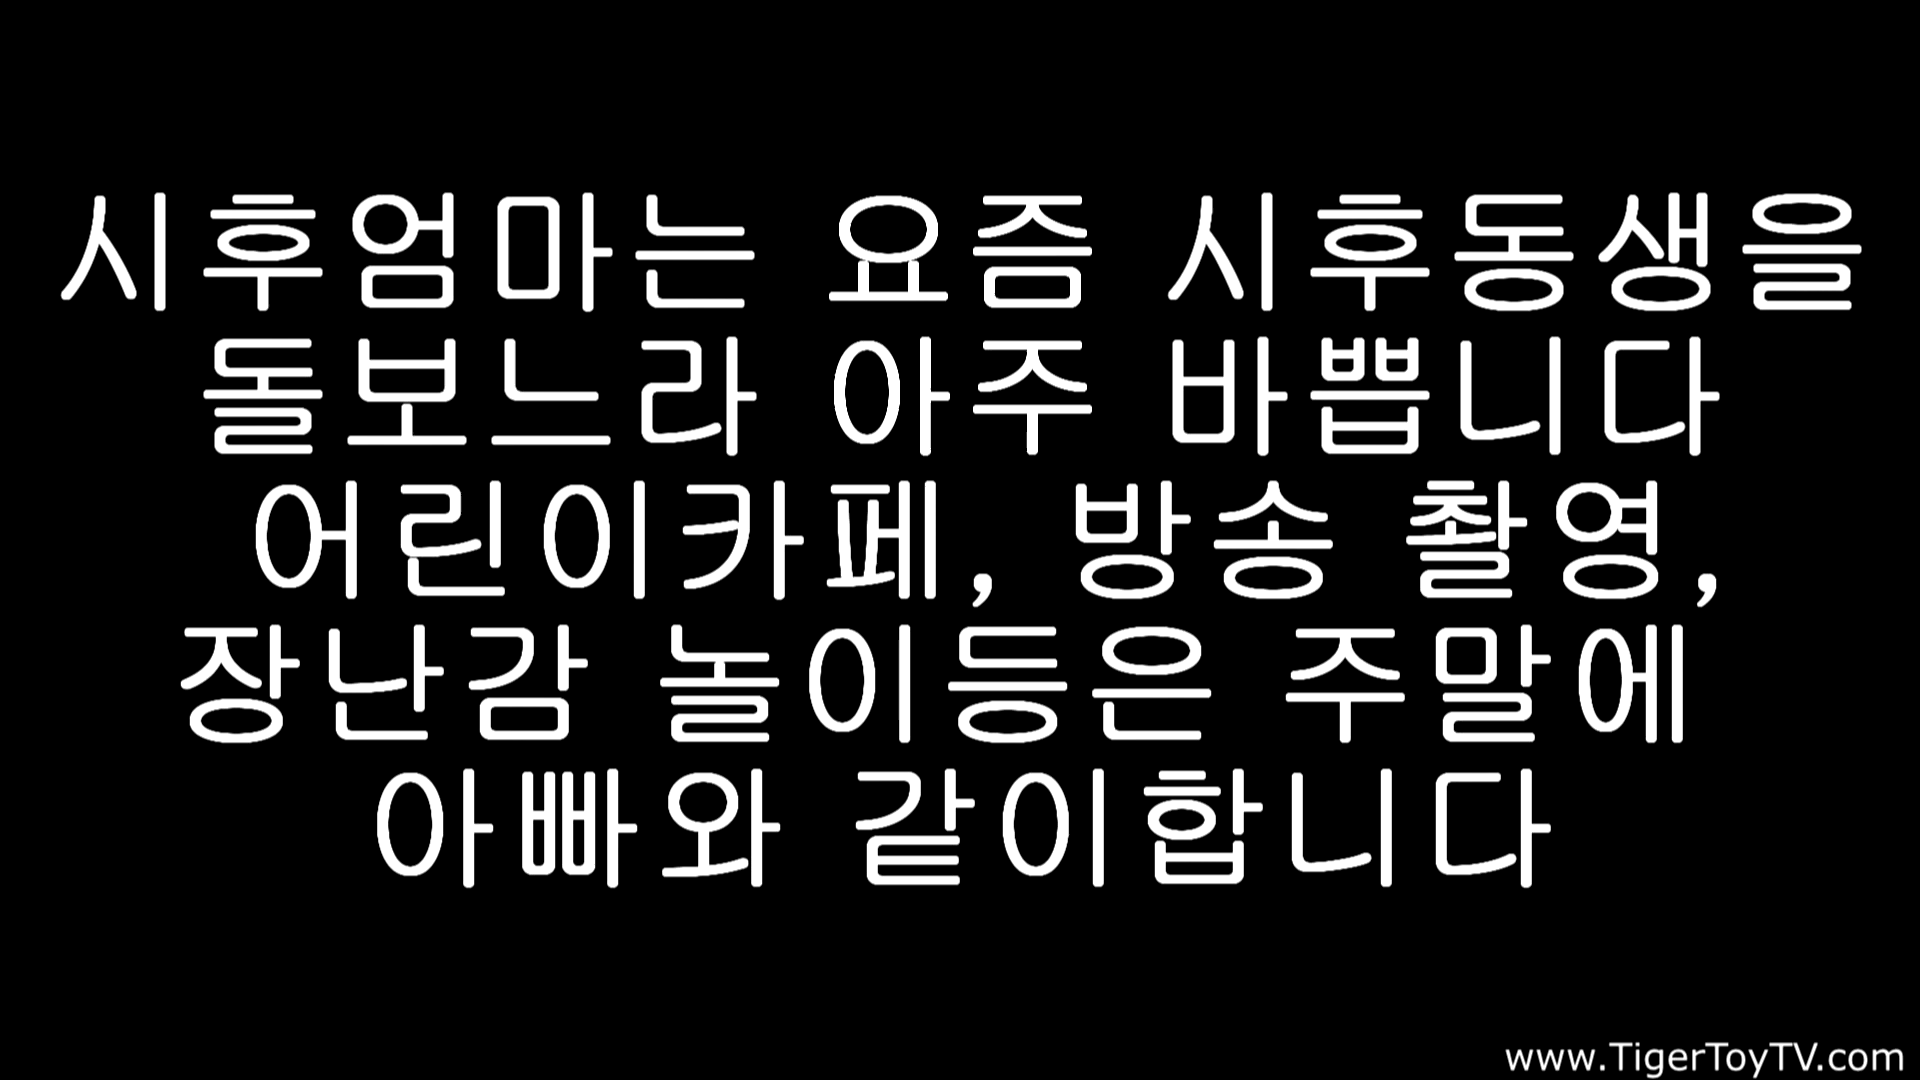 시후엄마는 요즘 시후동생을
돌보느라 아주 바쁩니다
어린이카페, 방송 촬영,
장난감 놀이등은 주말에
아빠와 같이합니다
www.TigerToyTV.com